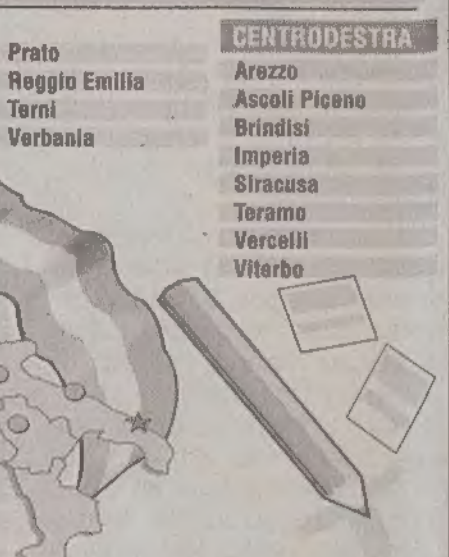 Prato
Reggio Emilia
Terni
Verbania
CENTRODESTRA
Arezzo
Ascoli Piceno
Brindisi
Imperia
Siracusa
Teramo
Vercelli
Viterbo